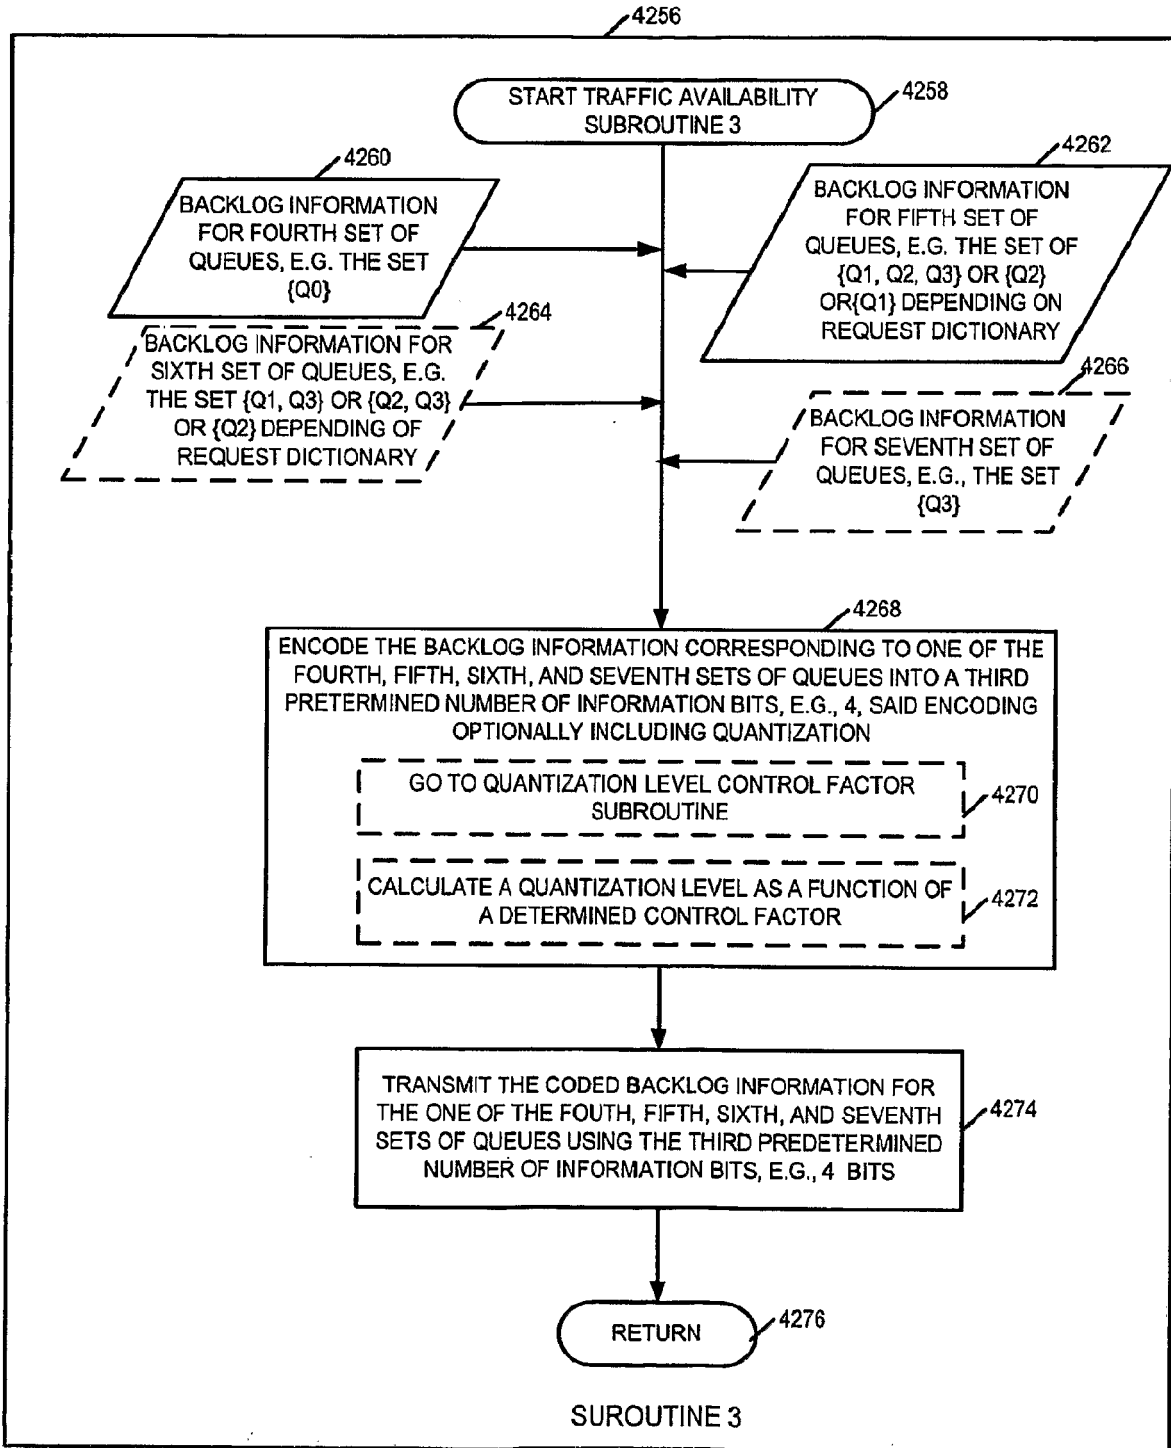 4256
START TRAFFIC AVAILABILITY
SUBROUTINE 3
4258
4260
BACKLOG INFORMATION
FOR FOURTH SET OF
QUEUES, E.G. THE SET
{Q0}
4262
BACKLOG INFORMATION
FOR FIFTH SET OF
QUEUES, E.G. THE SET OF
{Q1, Q2, Q3} OR {Q2}
OR{Q1} DEPENDING ON
REQUEST DICTIONARY
4264
BACKLOG INFORMATION FOR
SIXTH SET OF QUEUES, E.G.
THE SET {Q1, Q3} OR {Q2, Q3}
OR {Q2} DEPENDING OF
REQUEST DICTIONARY
4266
BACKLOG INFORMATION
FOR SEVENTH SET OF
QUEUES, E.G., THE SET
{Q3}
4268
ENCODE THE BACKLOG INFORMATION CORRESPONDING TO ONE OF THE
FOURTH, FIFTH, SIXTH, AND SEVENTH SETS OF QUEUES INTO A THIRD
PRETERMINED NUMBER OF INFORMATION BITS, E.G., 4, SAID ENCODING
OPTIONALLY INCLUDING QUANTIZATION
GO TO QUANTIZATION LEVEL CONTROL FACTOR
SUBROUTINE
4270
CALCULATE A QUANTIZATION LEVEL AS A FUNCTION OF
A DETERMINED CONTROL FACTOR
4272
TRANSMIT THE CODED BACKLOG INFORMATION FOR
THE ONE OF THE FOUTH, FIFTH, SIXTH, AND SEVENTH
SETS OF QUEUES USING THE THIRD PREDETERMINED
NUMBER OF INFORMATION BITS, E.G., 4 BITS
4274
RETURN
4276
SUROUTINE 3